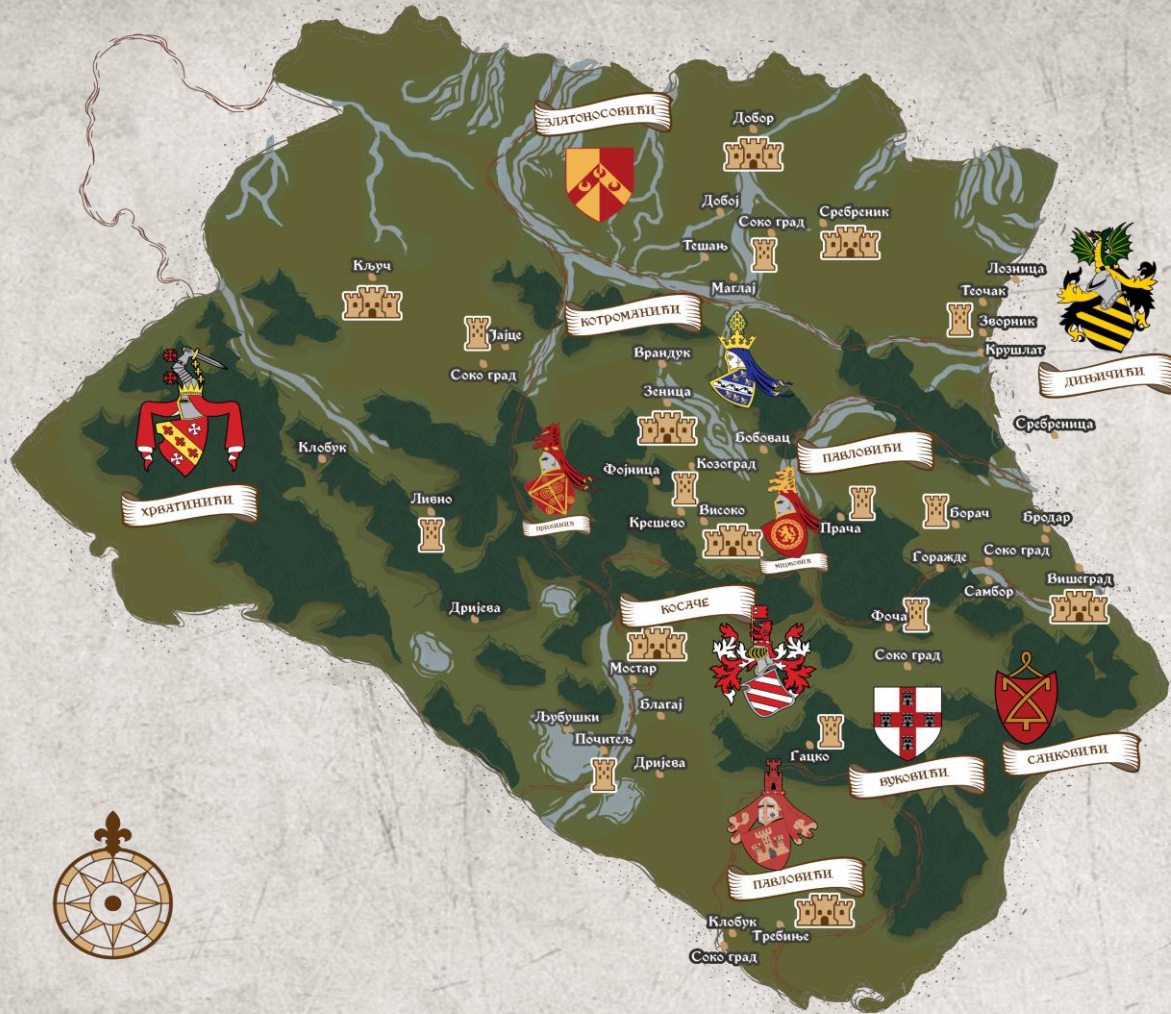 ЗЛАТОНОСОВИЋИ
Добор
Добој
Соко град
Сребреник
Тешањ
Маглај
Кључ
Лозница
Теочак
Зворник
Крушлат
КОТРОМАНИЋИ
Јајце
Соко град
Врандук
Зеница
ДИЊИЧИЋИ
Сребреница
Клобук
Бобовац
ПАВЛОВИЋИ
Фојница
Козоград
ХРВАТИНИЋИ
Ливно
Крешево
Високо
Прача
Борач
Бродар
МИРКОВИЋ
Горажде
Соко град
Самбор
Вишеград
Дријева
КОСАЧЕ
Фоча
Соко град
Мостар
Благај
Љубушки
Почитељ
Дријева
Гацко
ВУКОВИЋИ
САНКОВИЋИ
ПАВЛОВИЋИ
Клобук
Требиње
Соко град